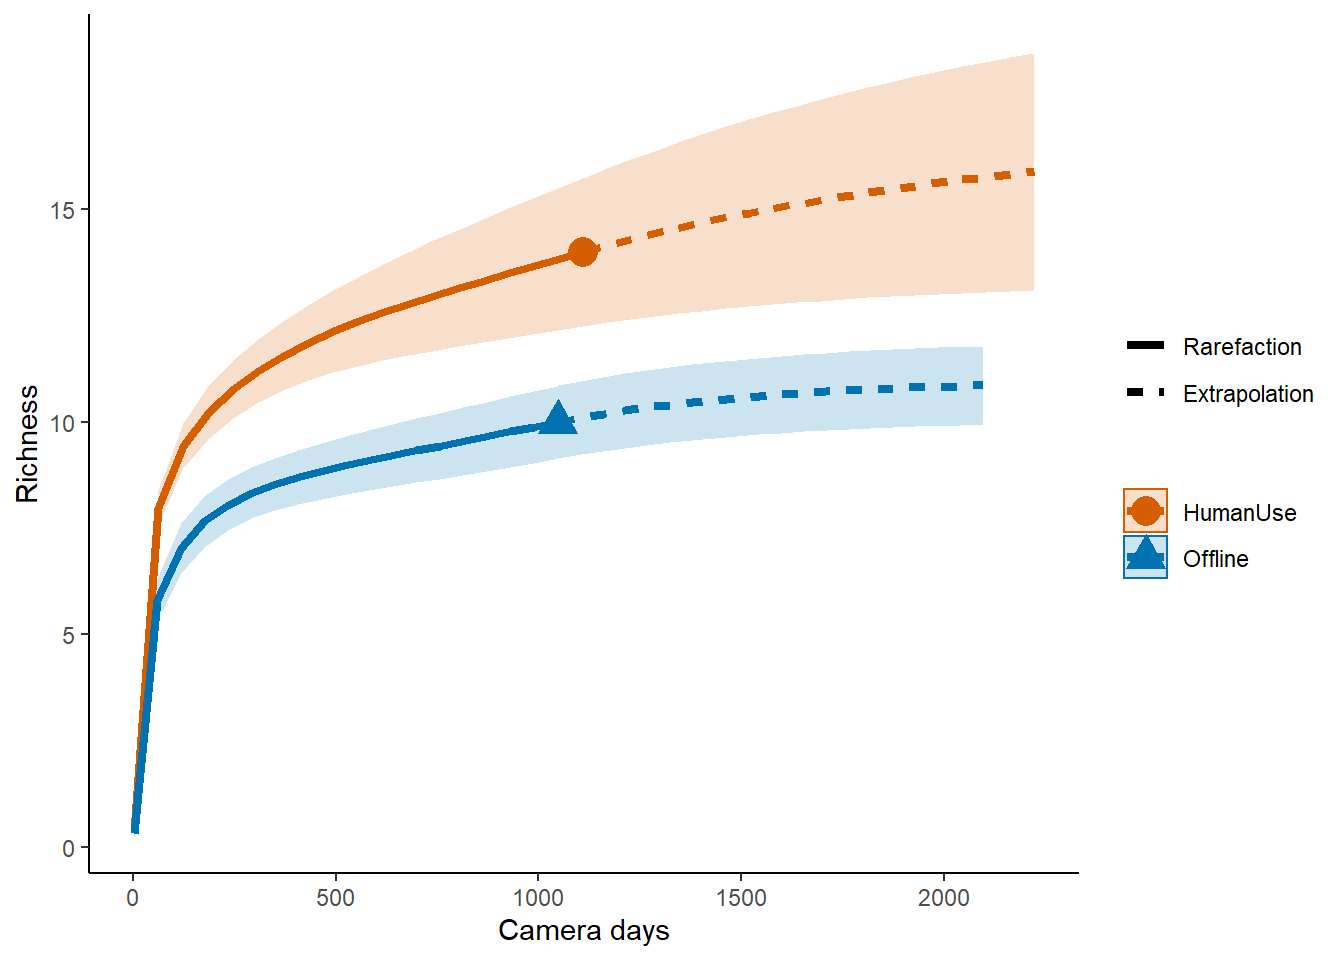 Richness
15
10
5
0
0 500 1000 1500 2000
Camera days
Rarefaction
Extrapolation
HumanUse
Offline